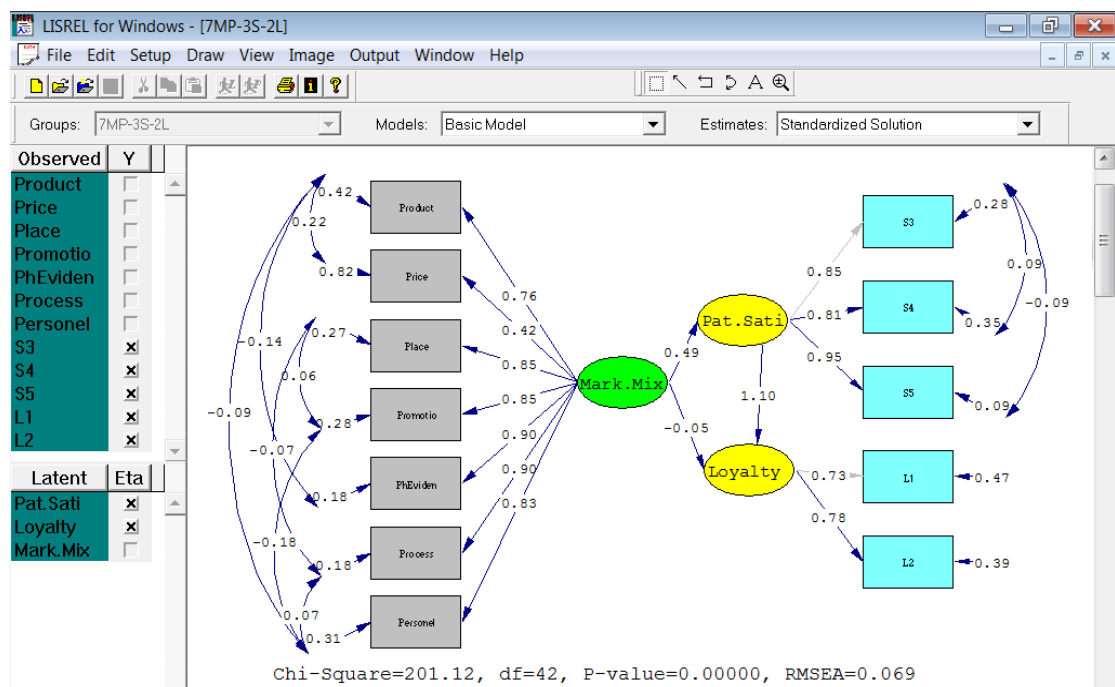 LISREL for Windows - [7MP-3S-2L]
File Edit Setup Draw View Image Output Window Help
Groups: 7MP-3S-2L Models: Basic Model Estimates: Standardized Solution
Observed Y
Product
Price
Place
Promotio
PhEviden
Process
Personel
S3
S4
S5
L1
L2
Latent Eta
Pat.Sati
Loyalty
Mark.Mix
0.42
0.22
0.82
-0.14
0.27
0.06
-0.09
0.28
-0.07
0.18
-0.18
0.18
0.07
0.31
Product
Price
Place
Promotio
PhEviden
Process
Personel
0.76
0.42
0.85
0.85
0.90
0.90
0.83
Mark.Mix
0.49
-0.05
Pat.Sati
1.10
Loyalty
0.85
0.81
0.95
0.73
0.78
S3
S4
S5
L1
L2
0.28
0.09
-0.09
0.35
0.09
0.47
0.39
Chi-Square=201.12, df=42, P-value=0.00000, RMSEA=0.069